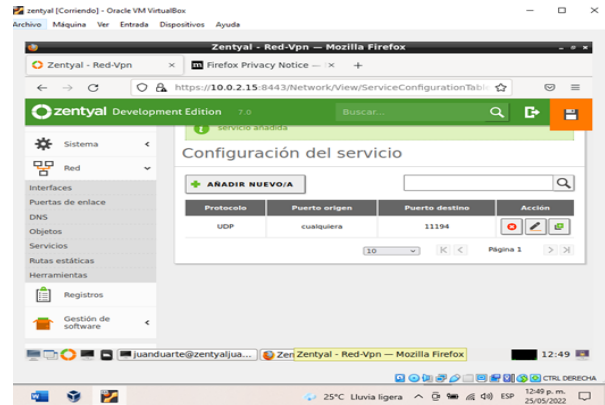 zentyal [Corriendo] - Oracle VM VirtualBox
Archivo Máquina Ver Entrada Dispositivos Ayuda
Zentyal - Red-Vpn — Mozilla Firefox
Zentyal - Red-Vpn × Firefox Privacy Notice — × +
https://10.0.2.15:8443/Network/View/ServiceConfigurationTabl
zentyal Development Edition 7.0 Buscar...
servicio añadida
Sistema
Configuración del servicio
Red
Interfaces
AÑADIR NUEVO/A
Puertas de enlace
Protocolo Puerto origen Puerto destino Acción
DNS
Objetos
UDP cualquiera 11194
Servicios
Rutas estáticas
10 Página 1
Herramientas
Registros
Gestión de
software
juanduarte@zentyaljua... Zen Zentyal - Red-Vpn — Mozilla Firefox 12:49
CTRL DERECHA
25°C Lluvia ligera ESP 12:49 p. m.
25/05/2022